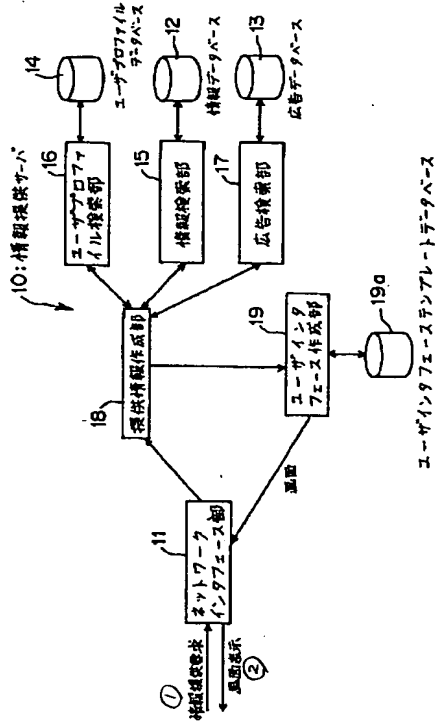 10:情報提供サーバ
14
ユーザプロファイル
データベース
12
情報データベース
13
広告データベース
16
ユーザプロファ
イル検索部
15
情報検索部
17
広告検索部
18
提供情報作成部
19
ユーザインタ
フェース作成部
19a
ユーザインタフェーステンプレートデータベース
画面
11
ネットワーク
インタフェース部
①
情報提供要求
画面表示
②